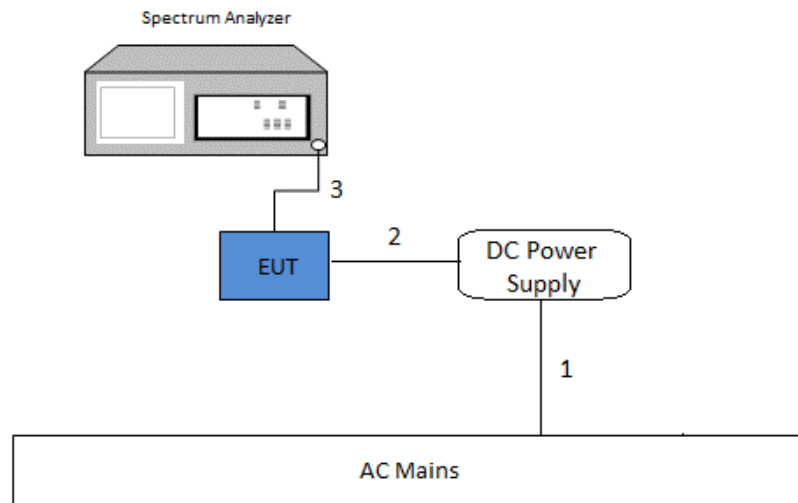 Spectrum Analyzer
3
EUT
2
DC Power
Supply
1
AC Mains